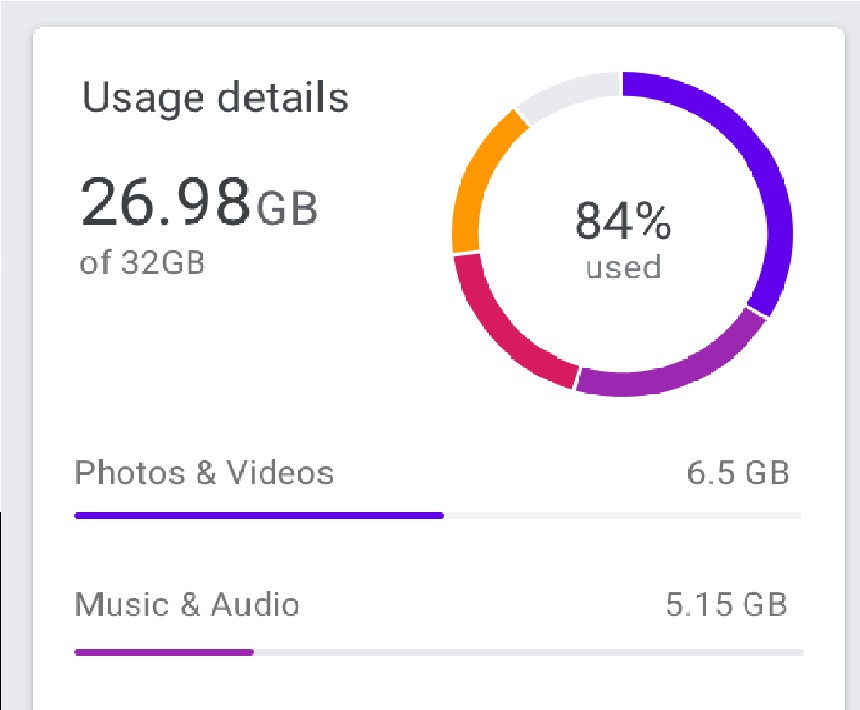 Usage details
26.98GB
of 32GB
84%
used
Photos & Videos 6.5 GB
Music & Audio 5.15 GB